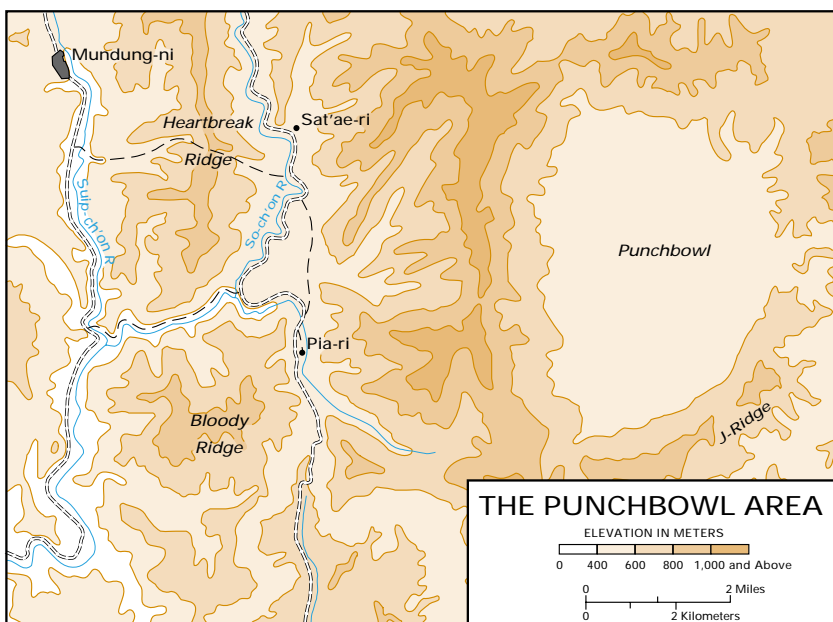 Mundung-ni
Heartbreak
Ridge
Sat'ae-ri
Suip-ch'on R
So-ch'on R
Punchbowl
Pia-ri
Bloody
Ridge
J-Ridge
THE PUNCHBOWL AREA
ELEVATION IN METERS
0 400 600 800 1,000 and Above
0 2 Miles
0 2 Kilometers